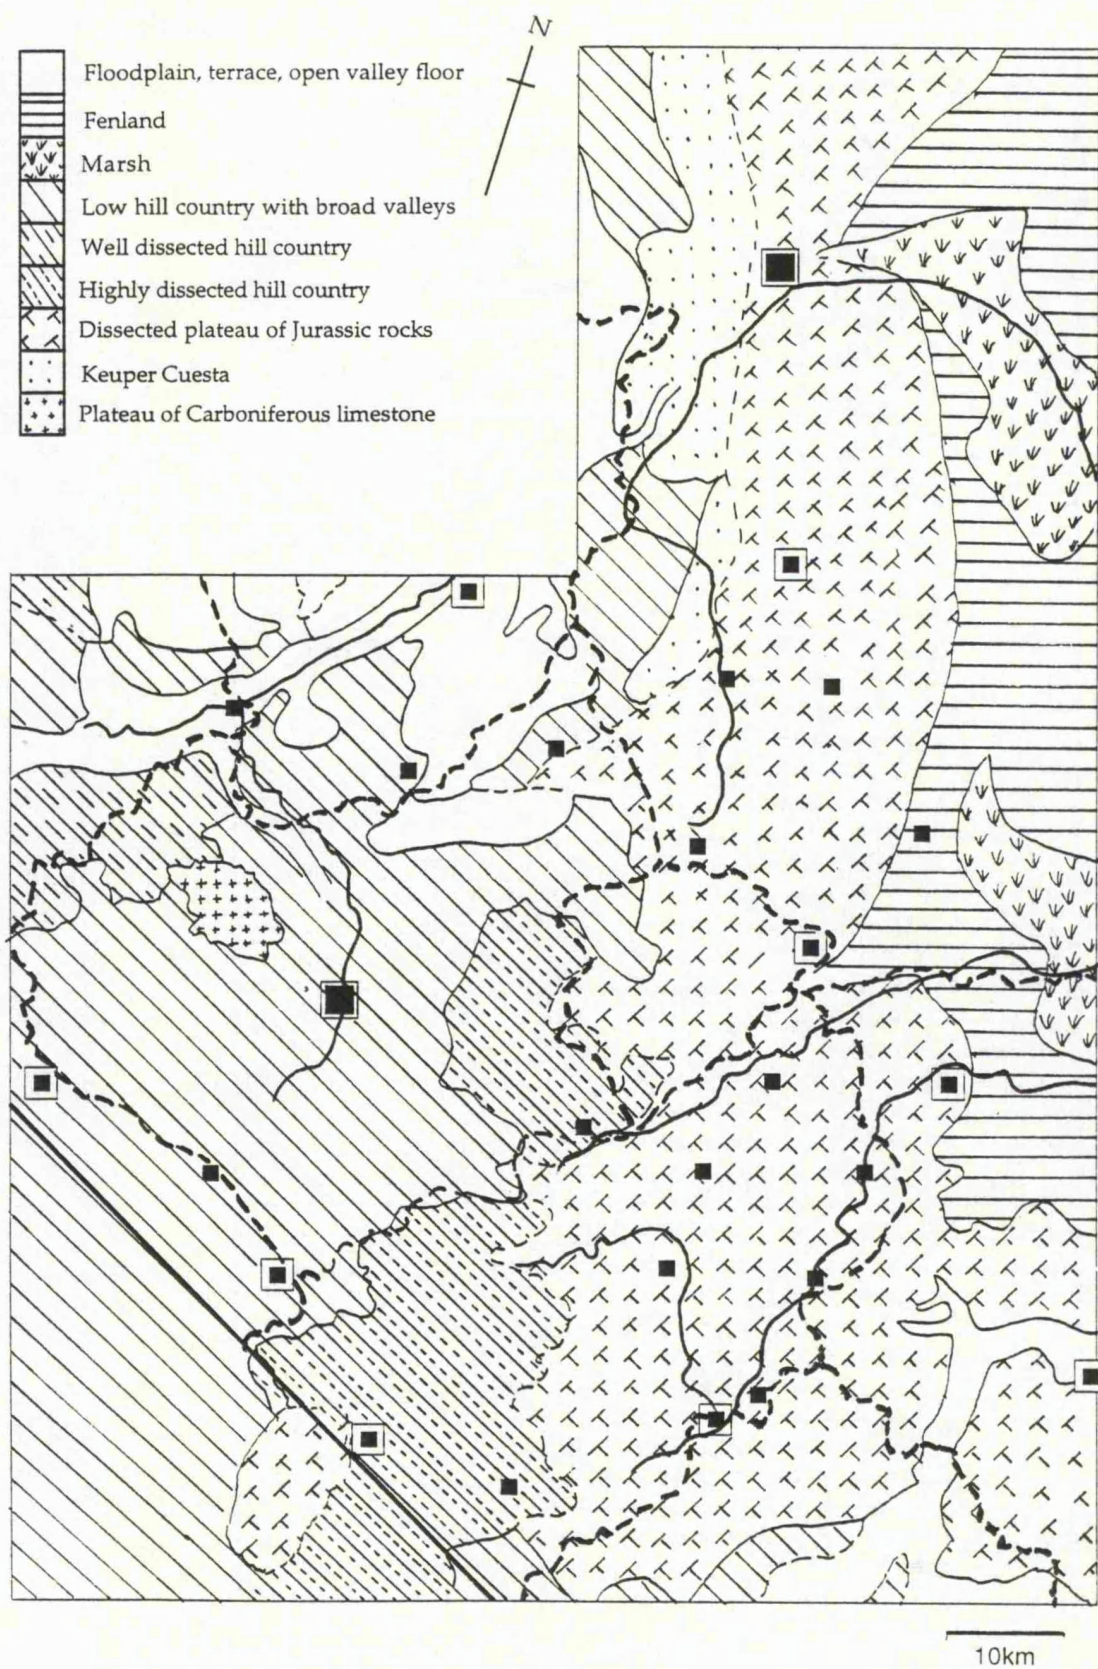 N
Floodplain, terrace, open valley floor
Fenland
Marsh
Low hill country with broad valleys
Well dissected hill country
Highly dissected hill country
Dissected plateau of Jurassic rocks
Keuper Cuesta
Plateau of Carboniferous limestone
10km